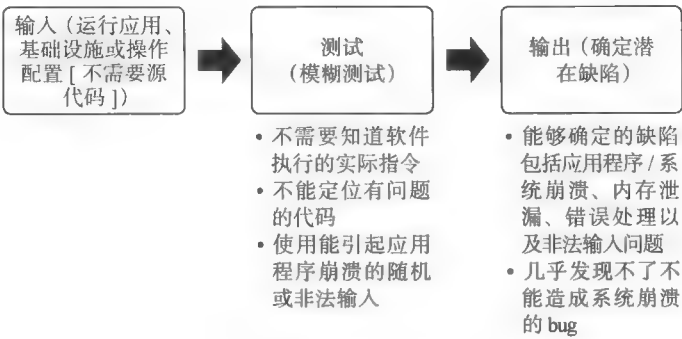 输入（运行应用、
基础设施或操作
配置 [ 不需要源
代码 ]）
测试
（模糊测试）
输出（确定潜
在缺陷）
• 不需要知道软件
执行的实际指令
• 不能定位有问题
的代码
• 使用能引起应用
程序崩溃的随机
或非法输入
• 能够确定的缺陷
包括应用程序 / 系
统崩溃、内存泄
漏、错误处理以
及非法输入问题
• 几乎发现不了不
能造成系统崩溃
的 bug